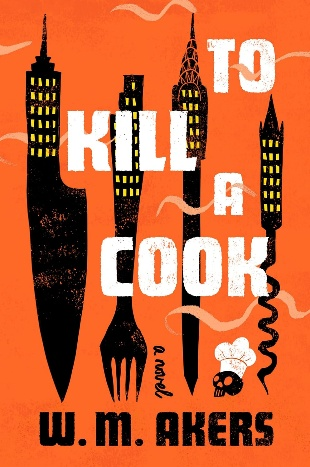 TO
KILL
A
COOK
a novel
W. M. AKERS